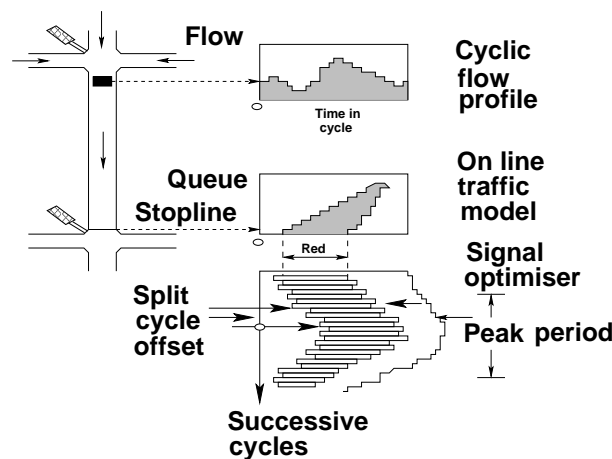 Flow
Cyclic
flow
profile
Time in
cycle
Queue
Stopline
On line
traffic
model
Red
Signal
optimiser
Split
cycle
offset
Peak period
Successive
cycles